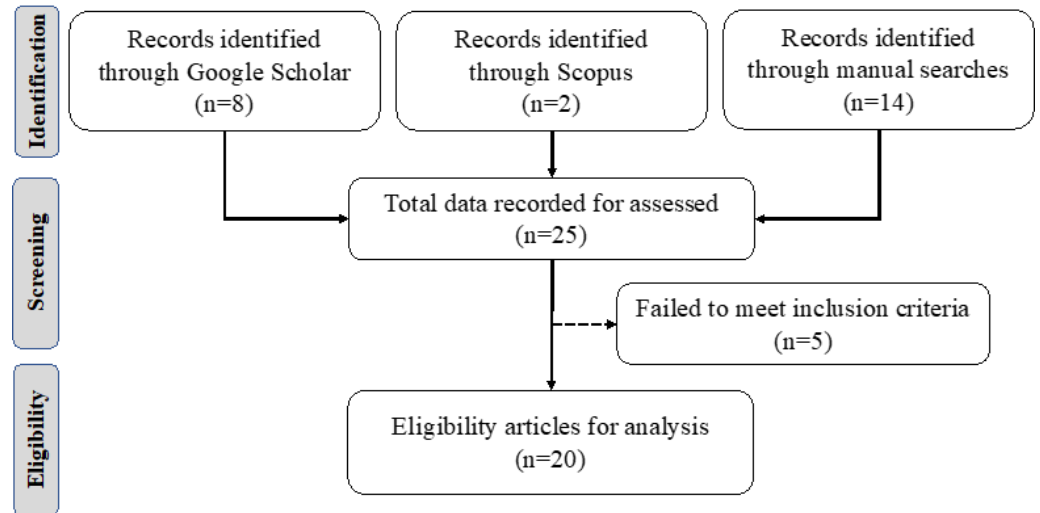 Identification
Records identified
through Google Scholar
(n=8)
Records identified
through Scopus
(n=2)
Records identified
through manual searches
(n=14)
Screening
Total data recorded for assessed
(n=25)
Failed to meet inclusion criteria
(n=5)
Eligibility
Eligibility articles for analysis
(n=20)